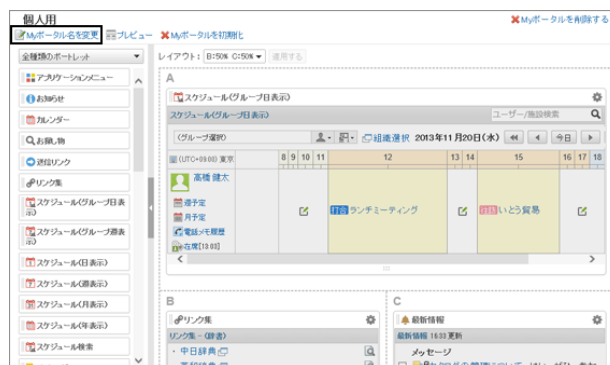 個人用
Myポータルを削除する
Myポータル名を変更 プレビュー Myポータルを初期化
全種類のポートレット
レイアウト: B:50% C:50% 適用する
アプリケーションメニュー
お知らせ
カレンダー
お買い物
返信リンク
リンク集
スケジュール(グループ日表示)
スケジュール(グループ週表示)
スケジュール(日表示)
スケジュール(週表示)
スケジュール(月表示)
スケジュール(年表示)
スケジュール検索
A
スケジュール(グループ日表示)
スケジュール(グループ日表示) ユーザー/施設検索
(グループ選択) 組織選択 2013年11月20日(水) 今日
(UTC+09:00) 東京 8 9 10 11 12 13 14 15 16 17 18
高橋 健太
週予定
月予定
電話メモ履歴
在席
ランチミーティング
いとう貿易
B
リンク集
リンク集 - (辞書)
・ 中日辞典
C
最新情報
最新情報 更新
メッセージ